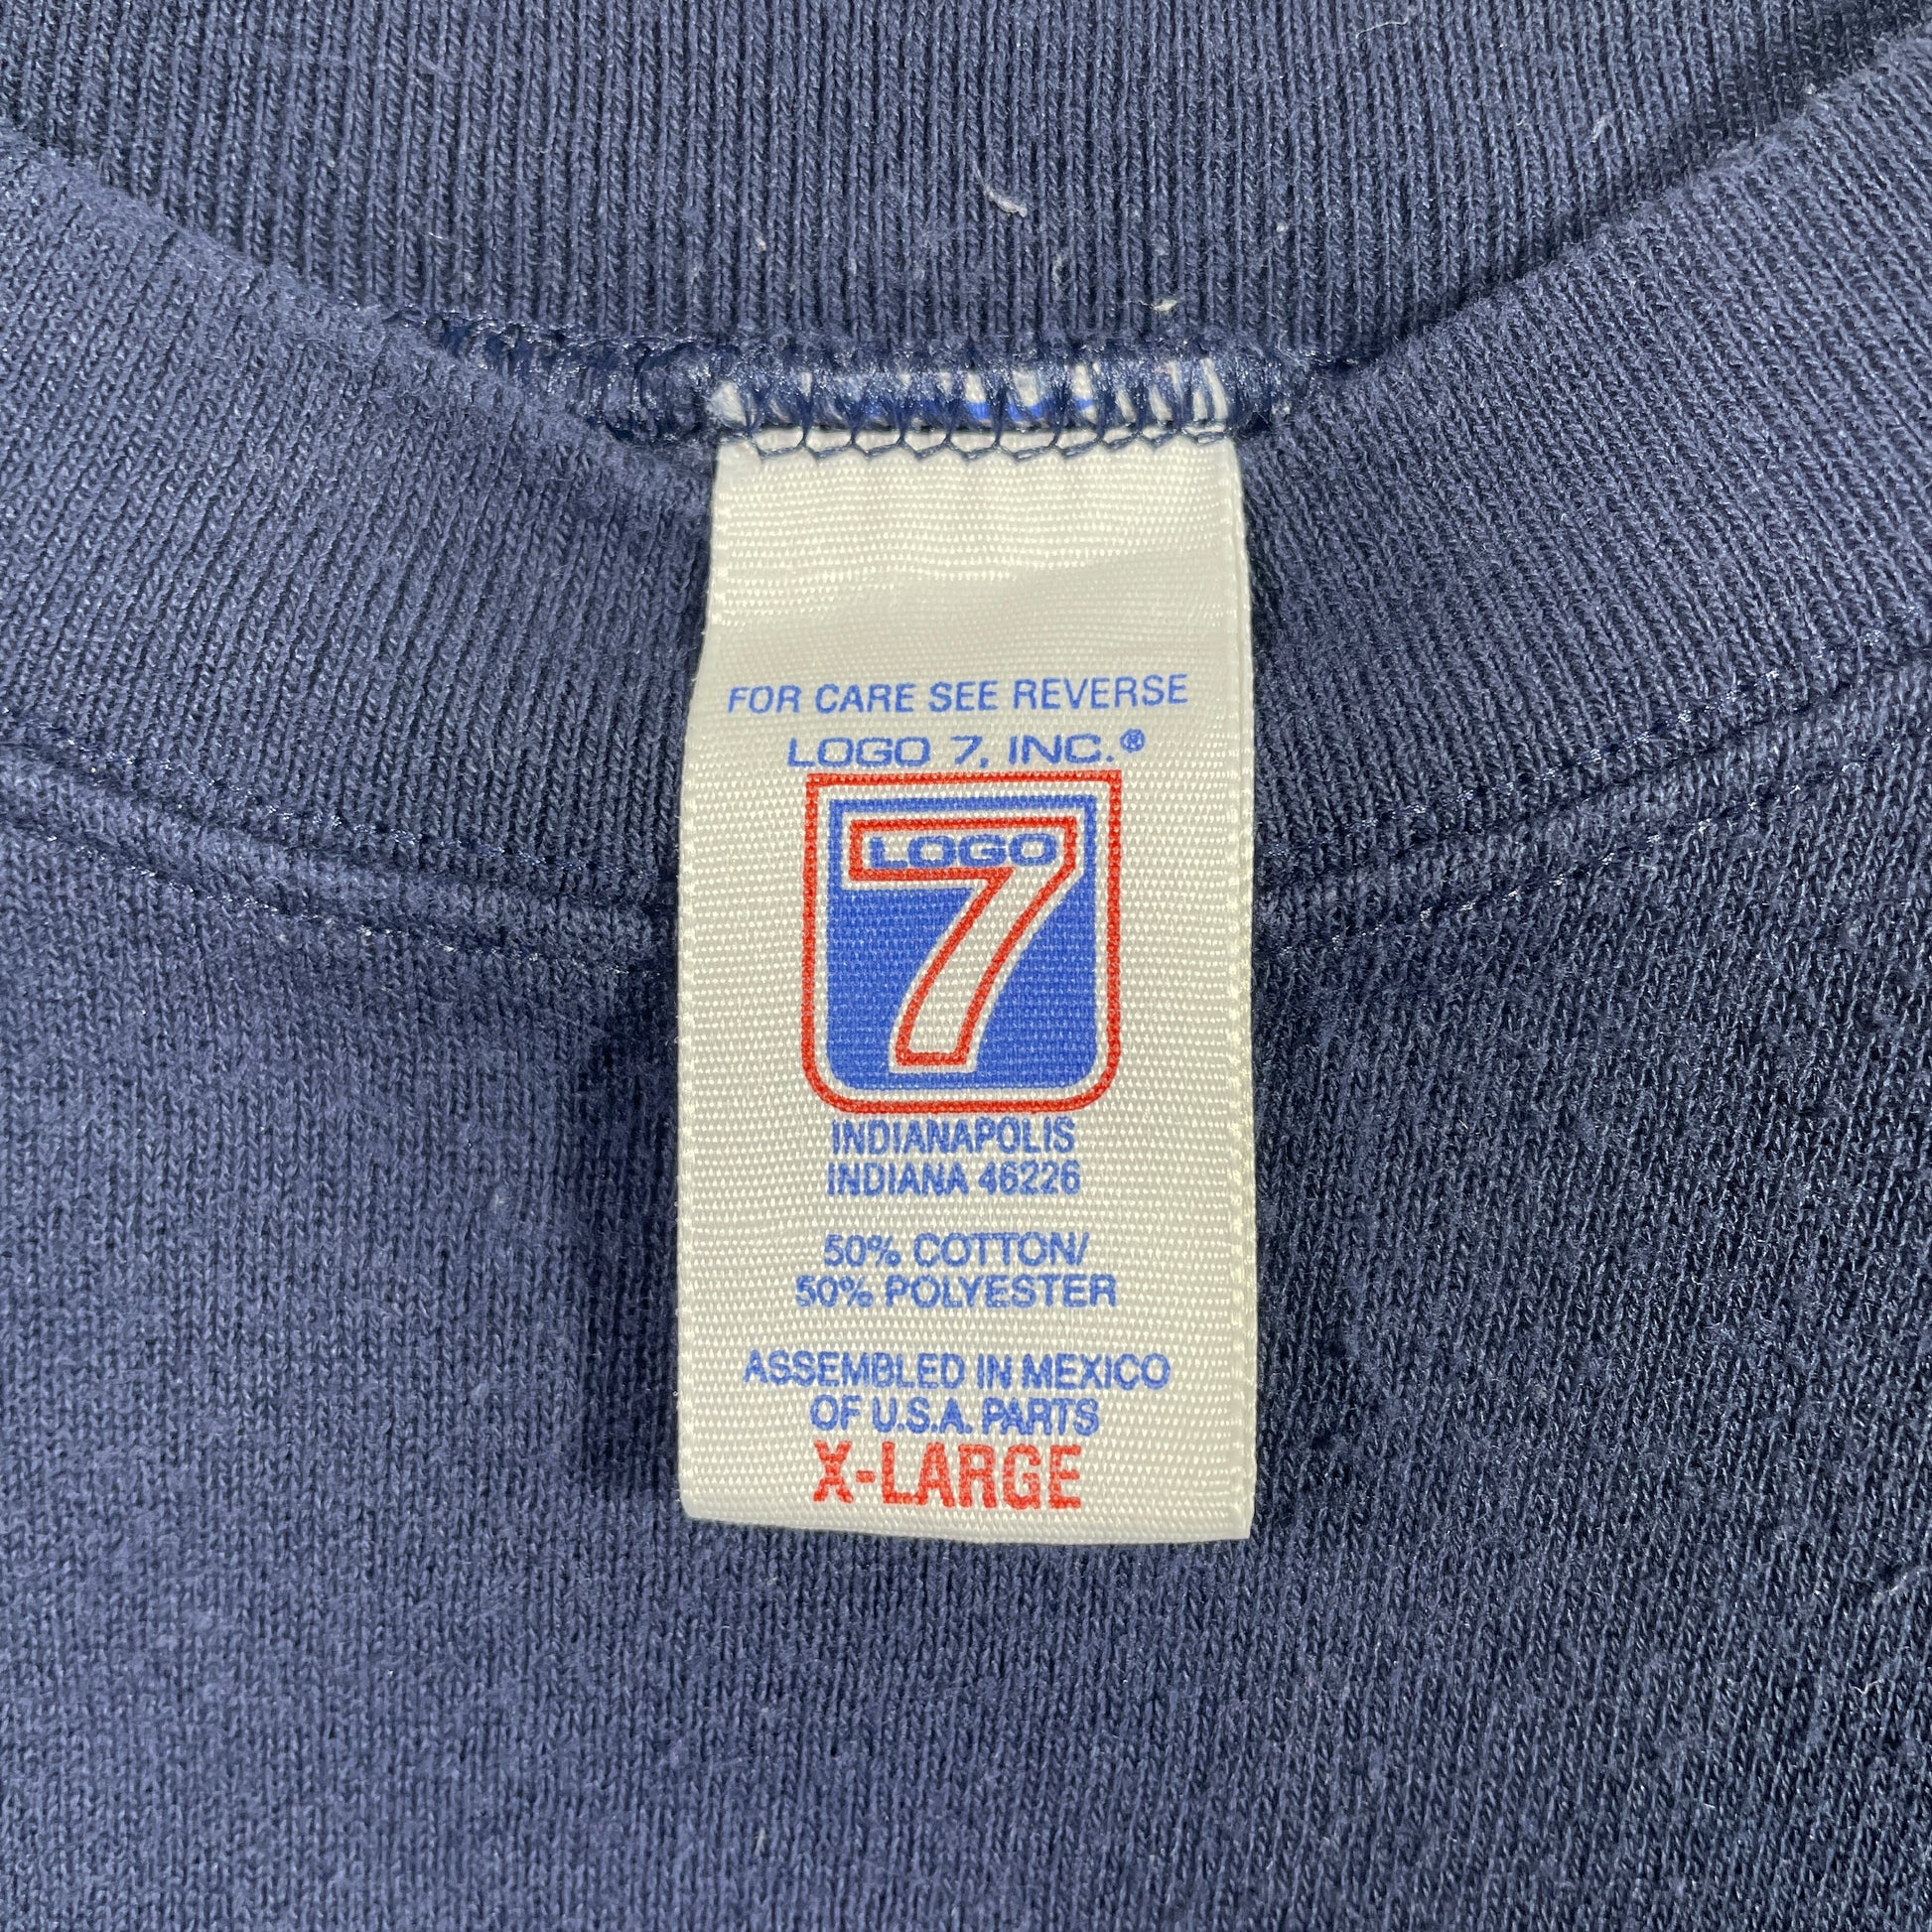 FOR CARE SEE REVERSE
LOGO 7, INC.®
LOGO
7
INDIANAPOLIS
INDIANA 46226
50% COTTON/
50% POLYESTER
ASSEMBLED IN MEXICO
OF U.S.A. PARTS
X-LARGE